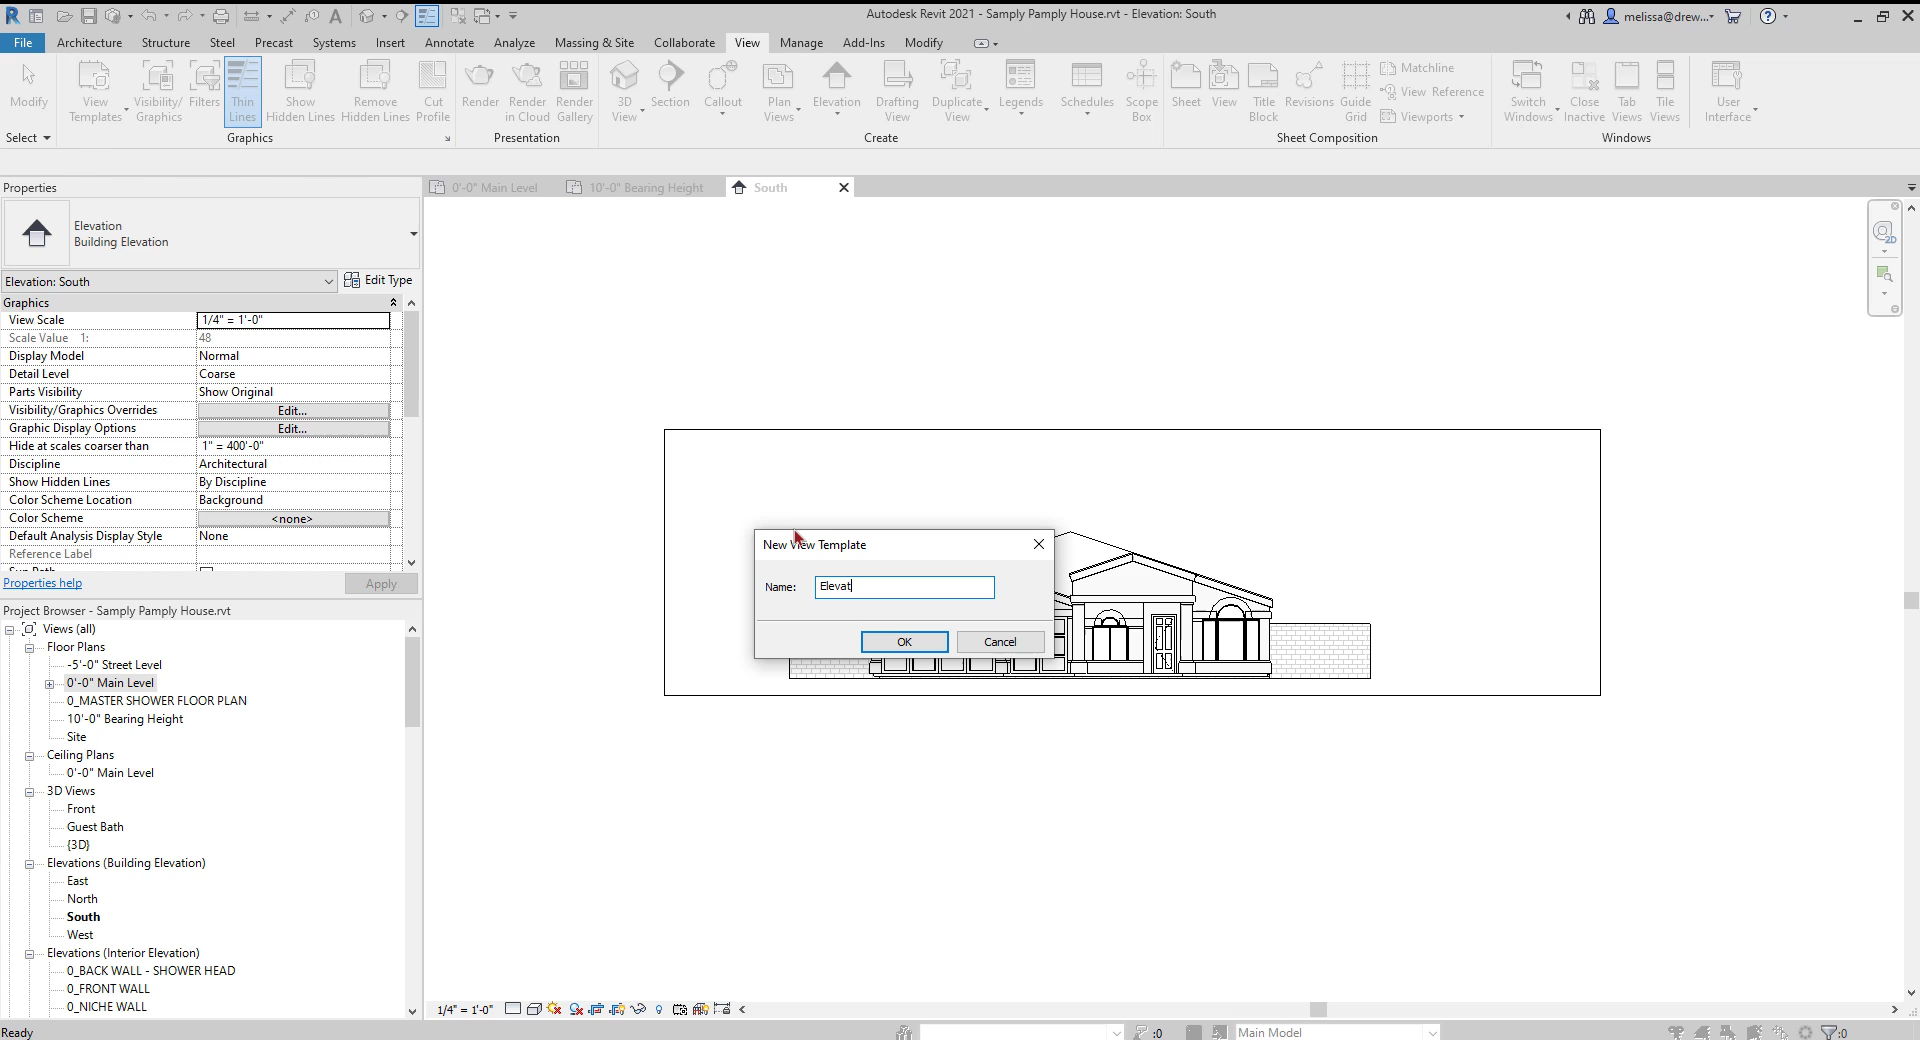 Autodesk Revit 2021 - Samply Pamply House.rvt - Elevation: South
melissa@drew...
File Architecture Structure Steel Precast Systems Insert Annotate Analyze Massing & Site Collaborate View Manage Add-Ins Modify
Modify
View Templates
Visibility/ Graphics
Filters
Thin Lines
Show Hidden Lines
Remove Hidden Lines
Cut Profile
Render
Render in Cloud
Render Gallery
3D View
Section
Callout
Plan Views
Elevation
Drafting View
Duplicate View
Legends
Schedules
Scope Box
Sheet
View
Title Block
Revisions
Guide Grid
Matchline
View Reference
Viewports
Switch Windows
Close Inactive
Tab Views
Tile Views
User Interface
Select Graphics Presentation Create Sheet Composition Windows
Properties
0'-0" Main Level
10'-0" Bearing Height
South
Elevation
Building Elevation
Elevation: South
Edit Type
Graphics
View Scale 1/4" = 1'-0"
Scale Value 1: 48
Display Model Normal
Detail Level Coarse
Parts Visibility Show Original
Visibility/Graphics Overrides Edit...
Graphic Display Options Edit...
Hide at scales coarser than 1" = 400'-0"
Discipline Architectural
Show Hidden Lines By Discipline
Color Scheme Location Background
Color Scheme <none>
Default Analysis Display Style None
Reference Label
Sun Path
Properties help
Apply
Project Browser - Samply Pamply House.rvt
Views (all)
Floor Plans
-5'-0" Street Level
0'-0" Main Level
0_MASTER SHOWER FLOOR PLAN
10'-0" Bearing Height
Site
Ceiling Plans
0'-0" Main Level
3D Views
Front
Guest Bath
{3D}
Elevations (Building Elevation)
East
North
South
West
Elevations (Interior Elevation)
0_BACK WALL - SHOWER HEAD
0_FRONT WALL
0_NICHE WALL
2D
New View Template
Name: Elevat
OK
Cancel
1/4" = 1'-0"
Ready
:0
Main Model
:0